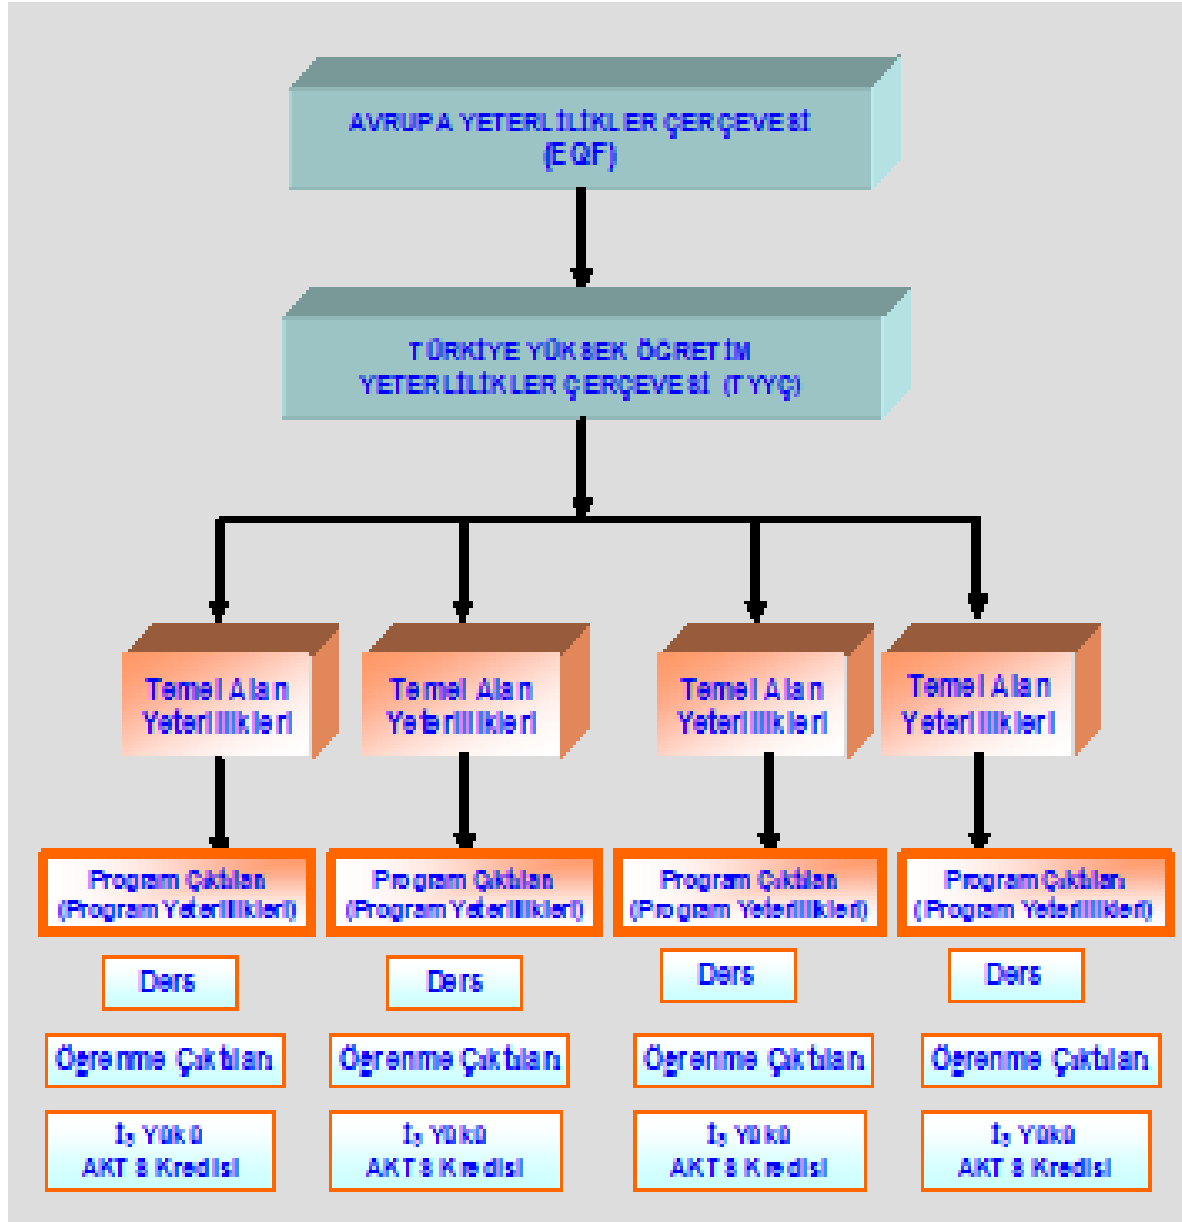 AVRUPA YETERLİLİKLER ÇERÇEVESİ
(EQF)
TÜRKİYE YÜKSEK ÖĞRETİM
YETERLİLİKLER ÇERÇEVESİ (TYYÇ)
Temel Alan
Yeterlilikleri
Temel Alan
Yeterlilikleri
Temel Alan
Yeterlilikleri
Temel Alan
Yeterlilikleri
Program Çıktıları
(Program Yeterlilikleri)
Program Çıktıları
(Program Yeterlilikleri)
Program Çıktıları
(Program Yeterlilikleri)
Program Çıktıları
(Program Yeterlilikleri)
Ders
Ders
Ders
Ders
Öğrenme Çıktıları
Öğrenme Çıktıları
Öğrenme Çıktıları
Öğrenme Çıktıları
İş Yükü
AKTS Kredisi
İş Yükü
AKTS Kredisi
İş Yükü
AKTS Kredisi
İş Yükü
AKTS Kredisi